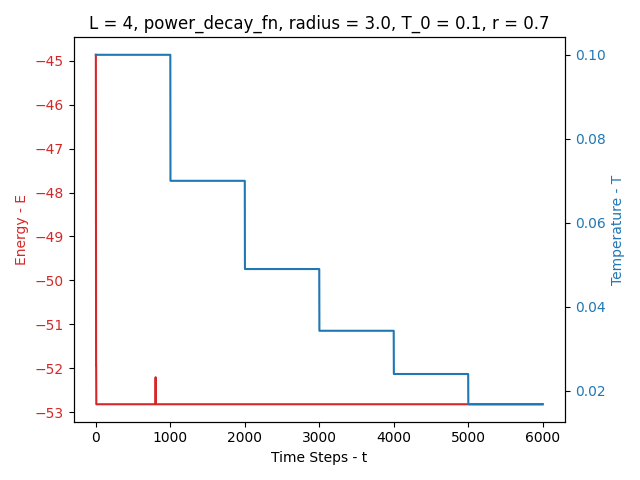 L = 4, power_decay_fn, radius = 3.0, T_0 = 0.1, r = 0.7
Energy - E
−45
−46
−47
−48
−49
−50
−51
−52
−53
0.10
0.08
0.06
0.04
0.02
Temperature - T
0 1000 2000 3000 4000 5000 6000
Time Steps - t